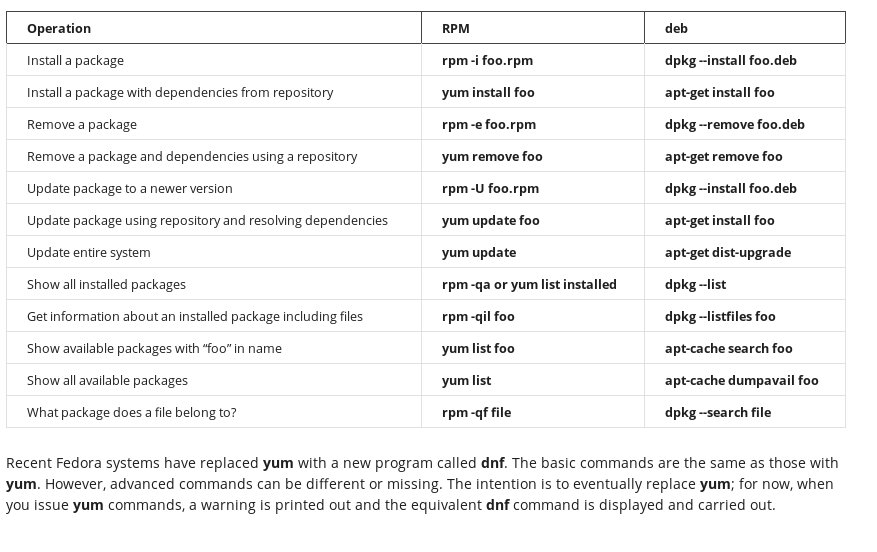 Operation RPM deb
Install a package rpm -i foo.rpm dpkg --install foo.deb
Install a package with dependencies from repository yum install foo apt-get install foo
Remove a package rpm -e foo.rpm dpkg --remove foo.deb
Remove a package and dependencies using a repository yum remove foo apt-get remove foo
Update package to a newer version rpm -U foo.rpm dpkg --install foo.deb
Update package using repository and resolving dependencies yum update foo apt-get install foo
Update entire system yum update apt-get dist-upgrade
Show all installed packages rpm -qa or yum list installed dpkg --list
Get information about an installed package including files rpm -qil foo dpkg --listfiles foo
Show available packages with “foo” in name yum list foo apt-cache search foo
Show all available packages yum list apt-cache dumpavail foo
What package does a file belong to? rpm -qf file dpkg --search file
Recent Fedora systems have replaced yum with a new program called dnf. The basic commands are the same as those with
yum. However, advanced commands can be different or missing. The intention is to eventually replace yum; for now, when
you issue yum commands, a warning is printed out and the equivalent dnf command is displayed and carried out.